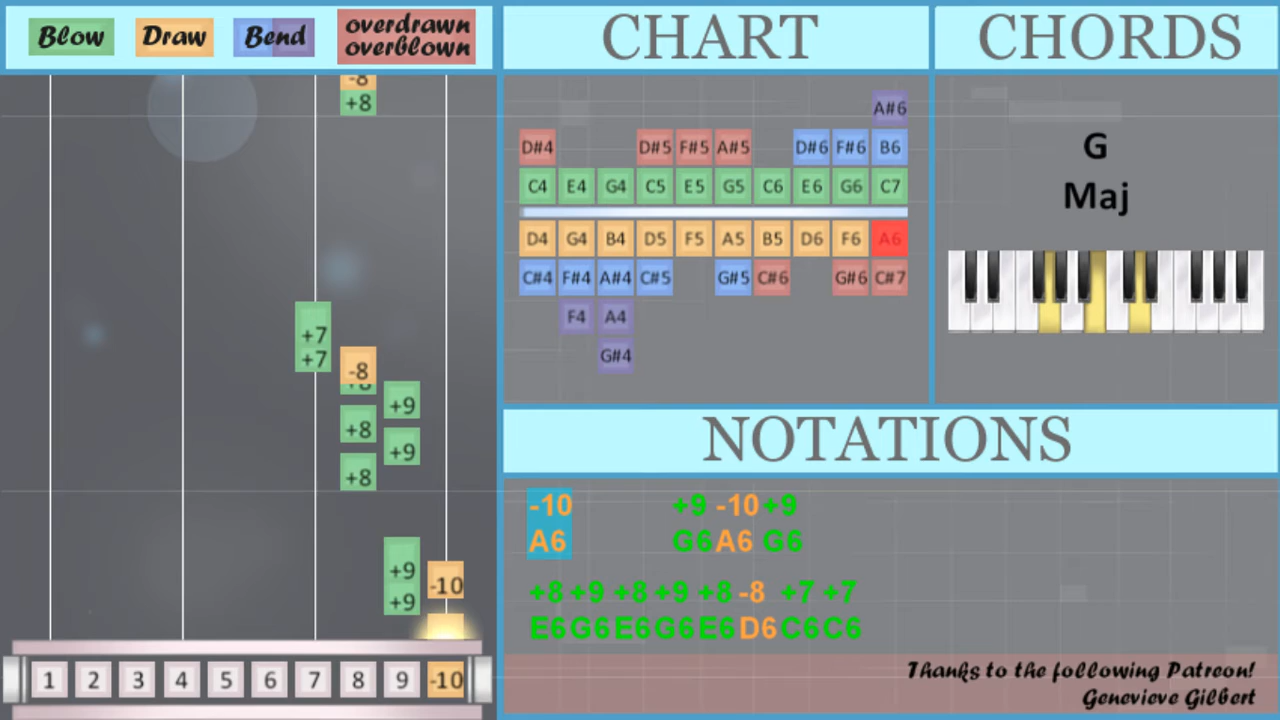 Blow Draw Bend overdrawn
overblown
CHART
CHORDS
-8
+8
+7
+7
-8
+8
+9
+8
+9
+8
+9
-10
+9
1 2 3 4 5 6 7 8 9 -10
A#6
D#4 D#5 F#5 A#5 D#6 F#6 B6
C4 E4 G4 C5 E5 G5 C6 E6 G6 C7
D4 G4 B4 D5 F5 A5 B5 D6 F6 A6
C#4 F#4 A#4 C#5 G#5 C#6 G#6 C#7
F4 A4
G#4
G
Maj
NOTATIONS
-10 +9 -10 +9
A6 G6 A6 G6
+8 +9 +8 +9 +8 -8 +7 +7
E6 G6 E6 G6 E6 D6 C6 C6
Thanks to the following Patreon!
Genevieve Gilbert